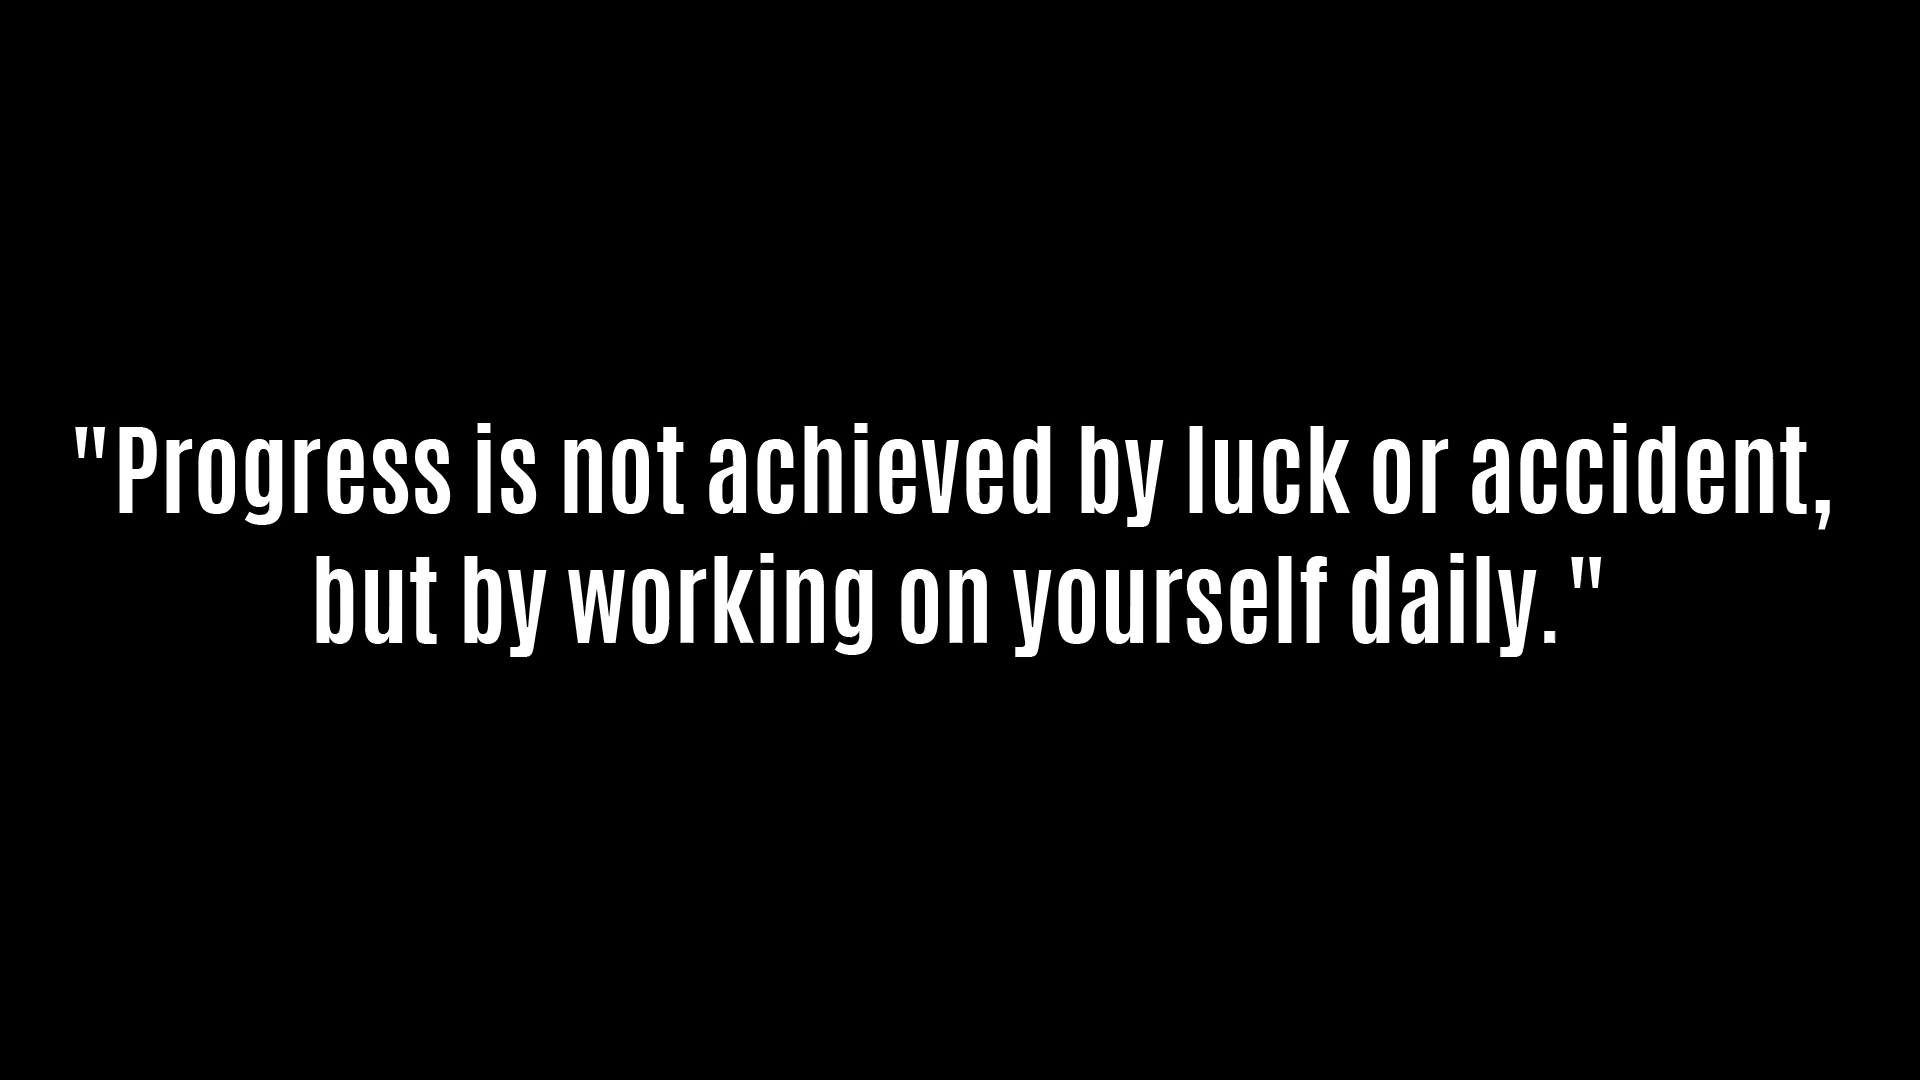 "Progress is not achieved by luck or accident,
but by working on yourself daily."